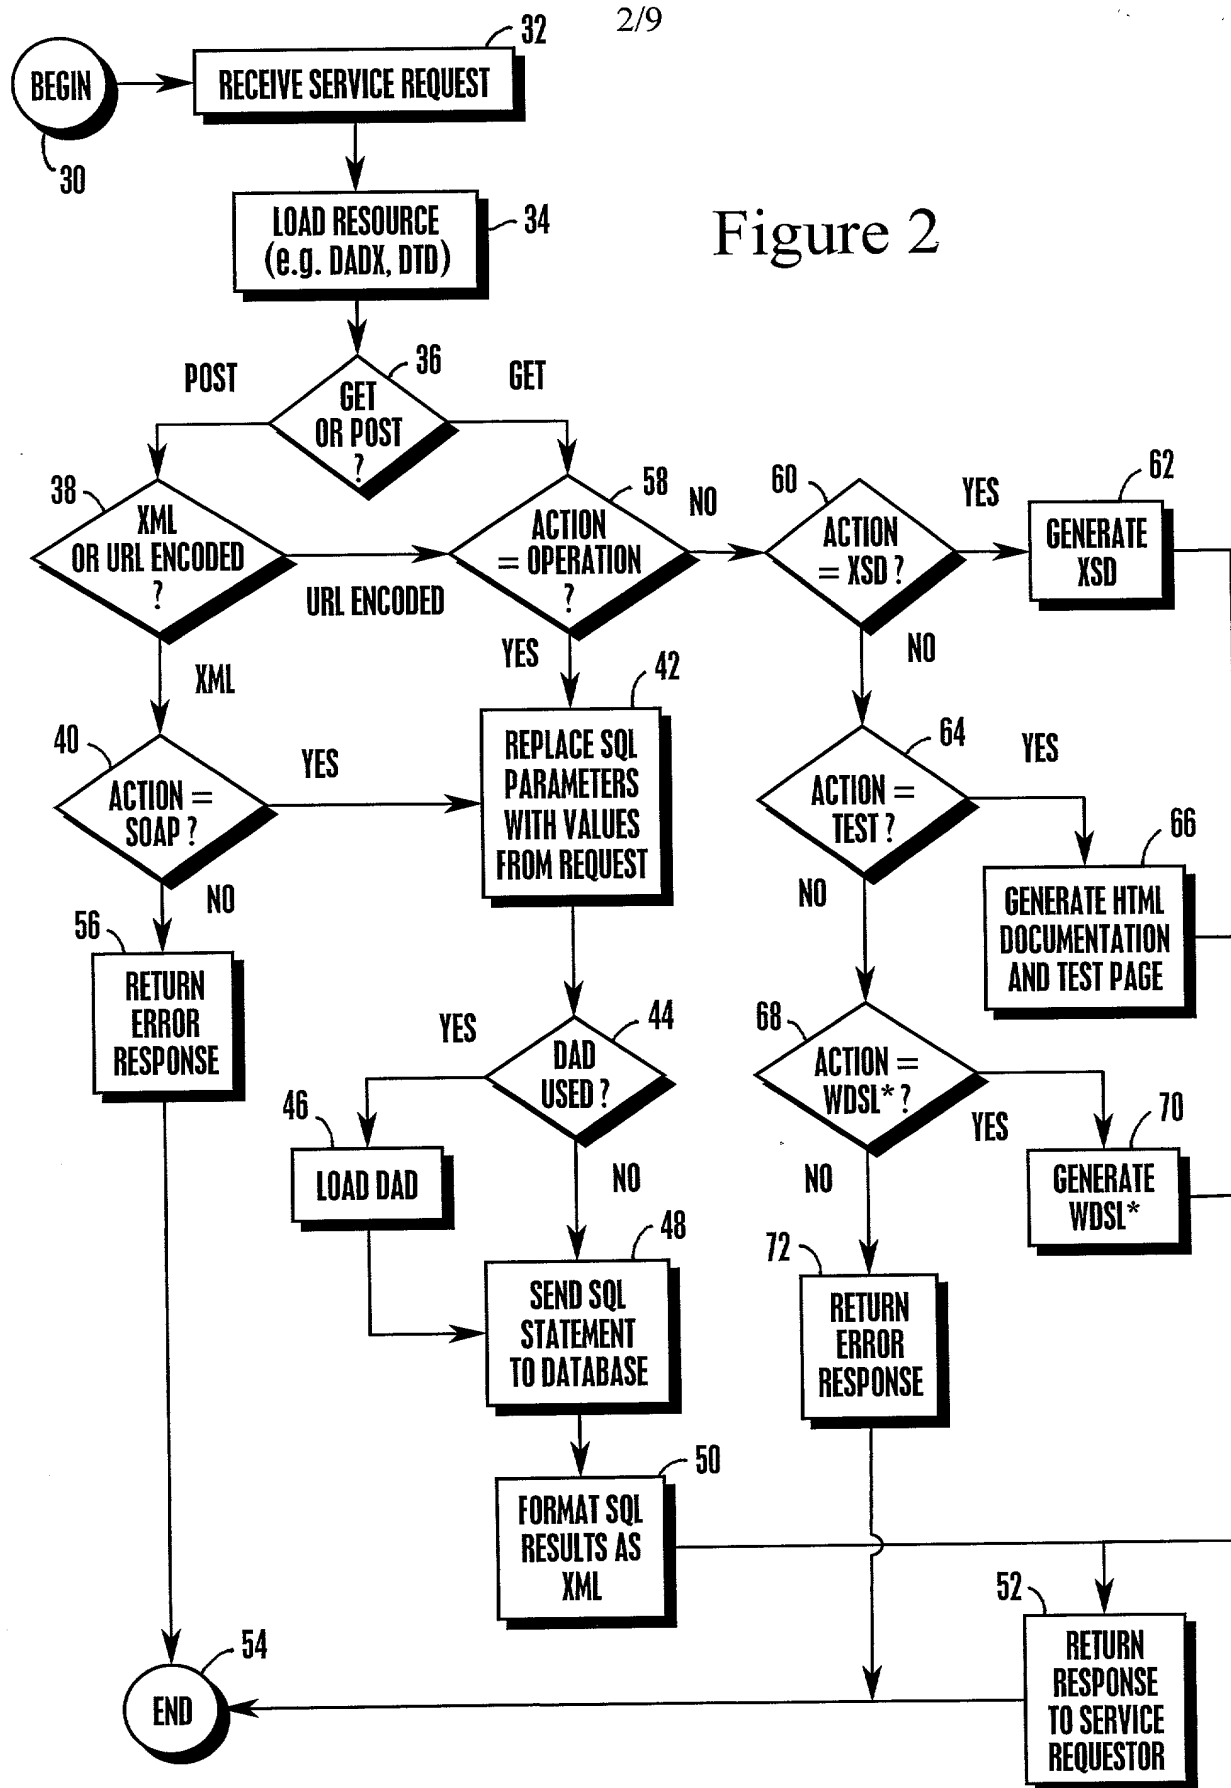 2/9
32
BEGIN
RECEIVE SERVICE REQUEST
30
LOAD RESOURCE
(e.g. DADX, DTD)
34
Figure 2
POST
36
GET
GET
OR POST
?
38
XML
OR URL ENCODED
?
URL ENCODED
58
ACTION
= OPERATION
?
NO
60
ACTION
= XSD ?
YES
62
GENERATE
XSD
XML
YES
NO
40
ACTION =
SOAP ?
YES
42
REPLACE SQL
PARAMETERS
WITH VALUES
FROM REQUEST
64
ACTION =
TEST ?
YES
66
GENERATE HTML
DOCUMENTATION
AND TEST PAGE
NO
NO
56
RETURN
ERROR
RESPONSE
YES
44
DAD
USED ?
68
ACTION =
WDSL* ?
YES
70
GENERATE
WDSL*
46
LOAD DAD
NO
NO
48
SEND SQL
STATEMENT
TO DATABASE
72
RETURN
ERROR
RESPONSE
50
FORMAT SQL
RESULTS AS
XML
52
RETURN
RESPONSE
TO SERVICE
REQUESTOR
54
END